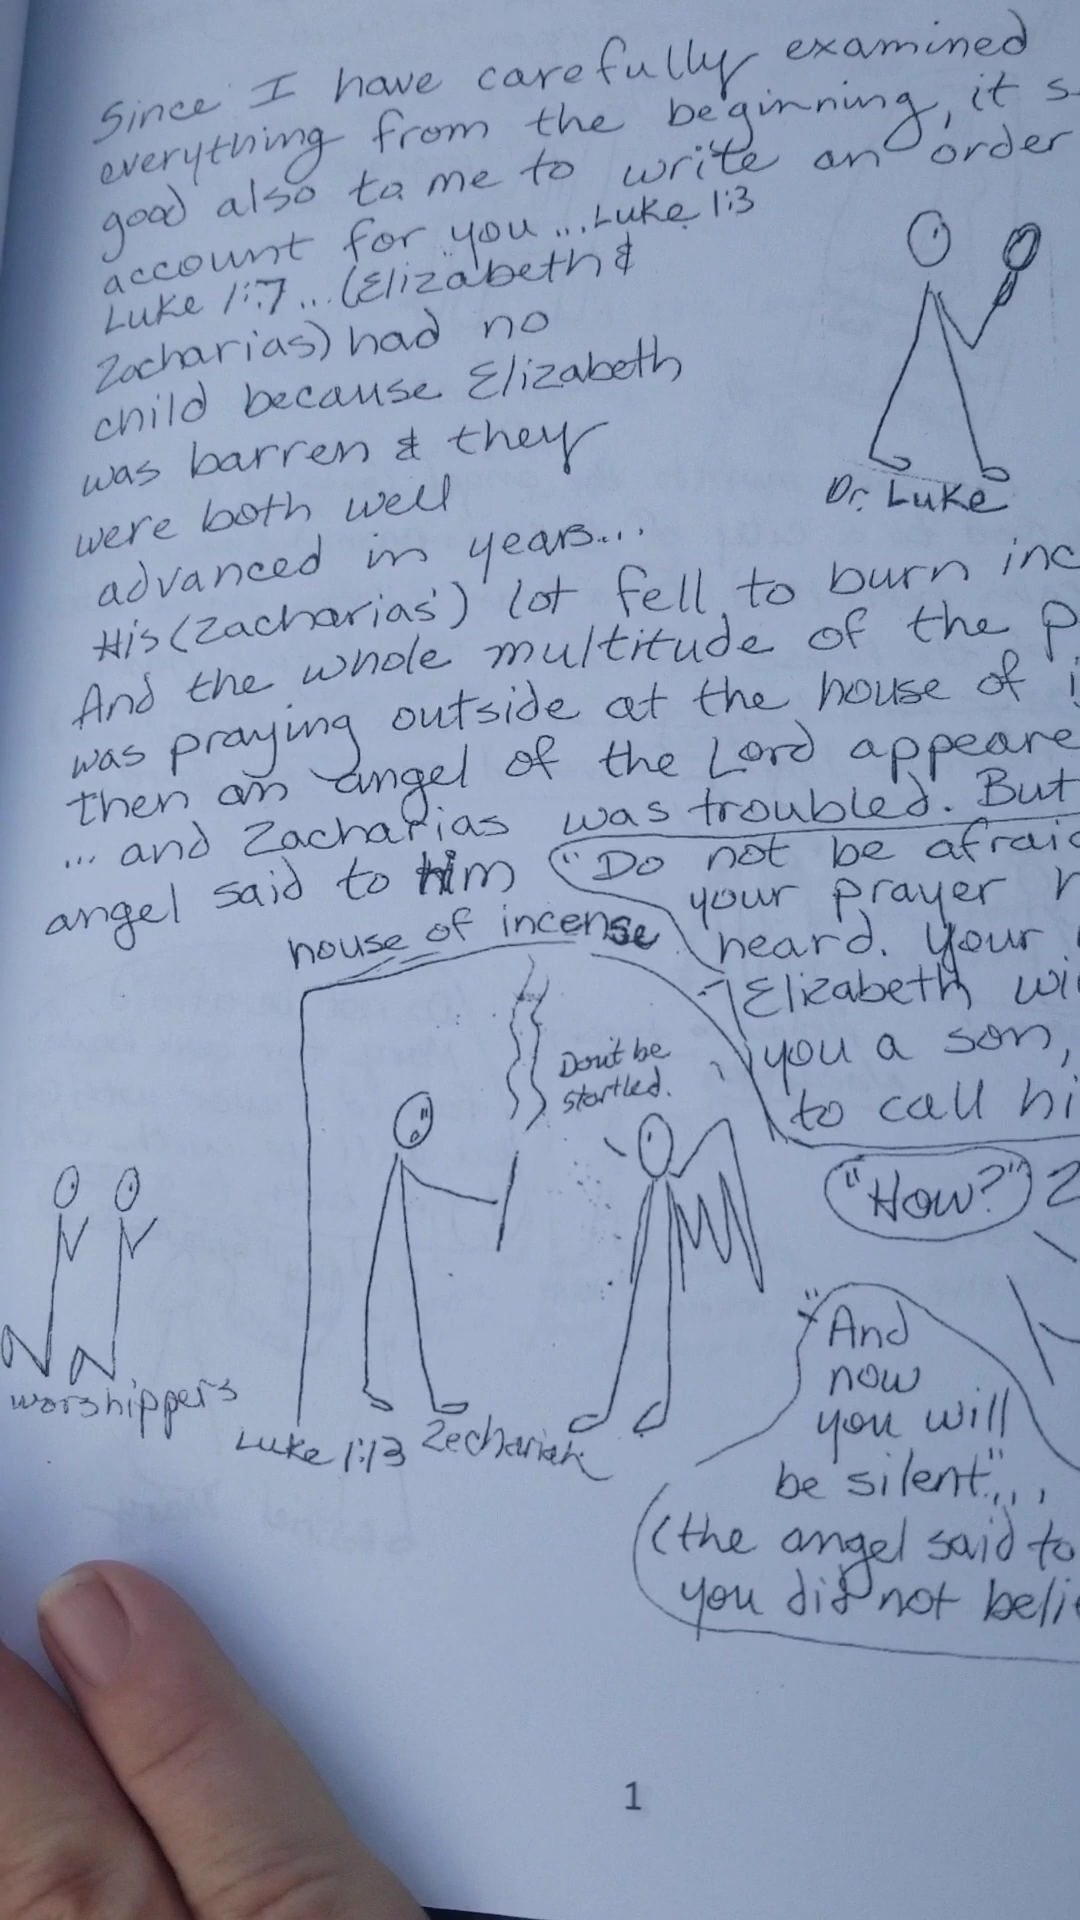 Since I have carefully examined
everything from the beginning, it s
good also to me to write an order
account for you ... Luke 1:3
Luke 1:7 ... (Elizabeth &
Zacharias) had no
child because Elizabeth
was barren & they
were both well
advanced in years...
His (Zacharias') lot fell to burn inc
And the whole multitude of the p
was praying outside at the house of i
then an angel of the Lord appeare
... and Zacharias was troubled. But
angel said to him "Do not be afraid
your prayer h
heard. Your
Elizabeth wi
you a son,
to call hi
Dr. Luke
house of incense
Don't be
startled.
"How?" Z
worshippers
Luke 1:13 Zechariah
"And
now
you will
be silent"...
(the angel said to
you did not belie
1